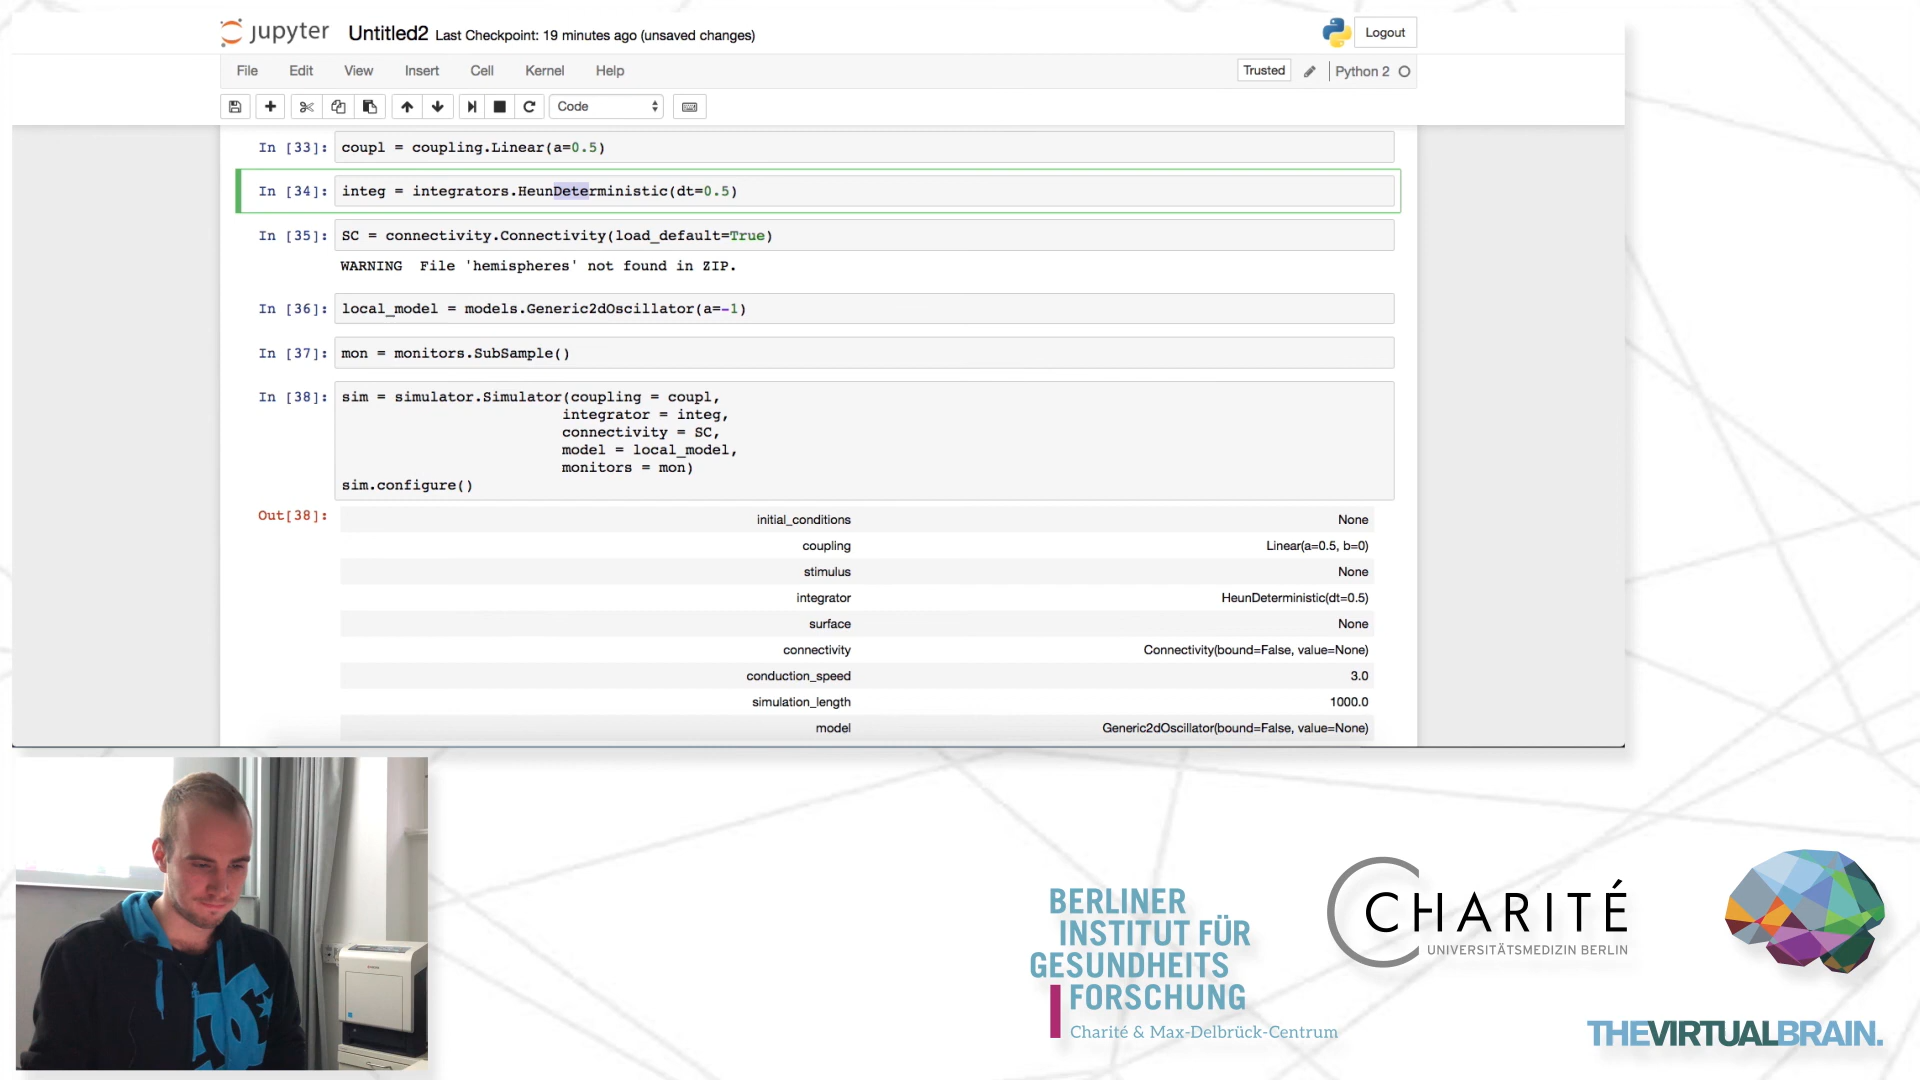 jupyter Untitled2 Last Checkpoint: 19 minutes ago (unsaved changes)
Logout
File Edit View Insert Cell Kernel Help
Trusted Python 2
Code
In [33]: coupl = coupling.Linear(a=0.5)
In [34]: integ = integrators.HeunDeterministic(dt=0.5)
In [35]: SC = connectivity.Connectivity(load_default=True)
WARNING File 'hemispheres' not found in ZIP.
In [36]: local_model = models.Generic2dOscillator(a=-1)
In [37]: mon = monitors.SubSample()
In [38]: sim = simulator.Simulator(coupling = coupl,
integrator = integ,
connectivity = SC,
model = local_model,
monitors = mon)
sim.configure()
Out[38]:
initial_conditions None
coupling Linear(a=0.5, b=0)
stimulus None
integrator HeunDeterministic(dt=0.5)
surface None
connectivity Connectivity(bound=False, value=None)
conduction_speed 3.0
simulation_length 1000.0
model Generic2dOscillator(bound=False, value=None)
BERLINER
INSTITUT FÜR
GESUNDHEITS
FORSCHUNG
Charité & Max-Delbrück-Centrum
CHARITÉ
UNIVERSITÄTSMEDIZIN BERLIN
THEVIRTUALBRAIN.